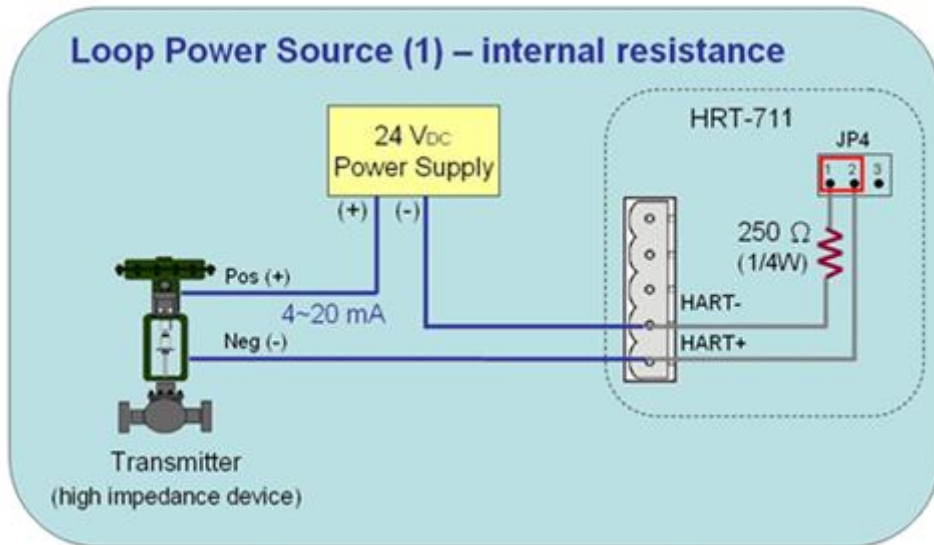 Loop Power Source (1) – internal resistance
HRT-711
24 VDC
Power Supply
(+) (-)
JP4
1 2 3
250 Ω
(1/4W)
Pos (+)
4~20 mA
HART-
Neg (-)
HART+
Transmitter
(high impedance device)